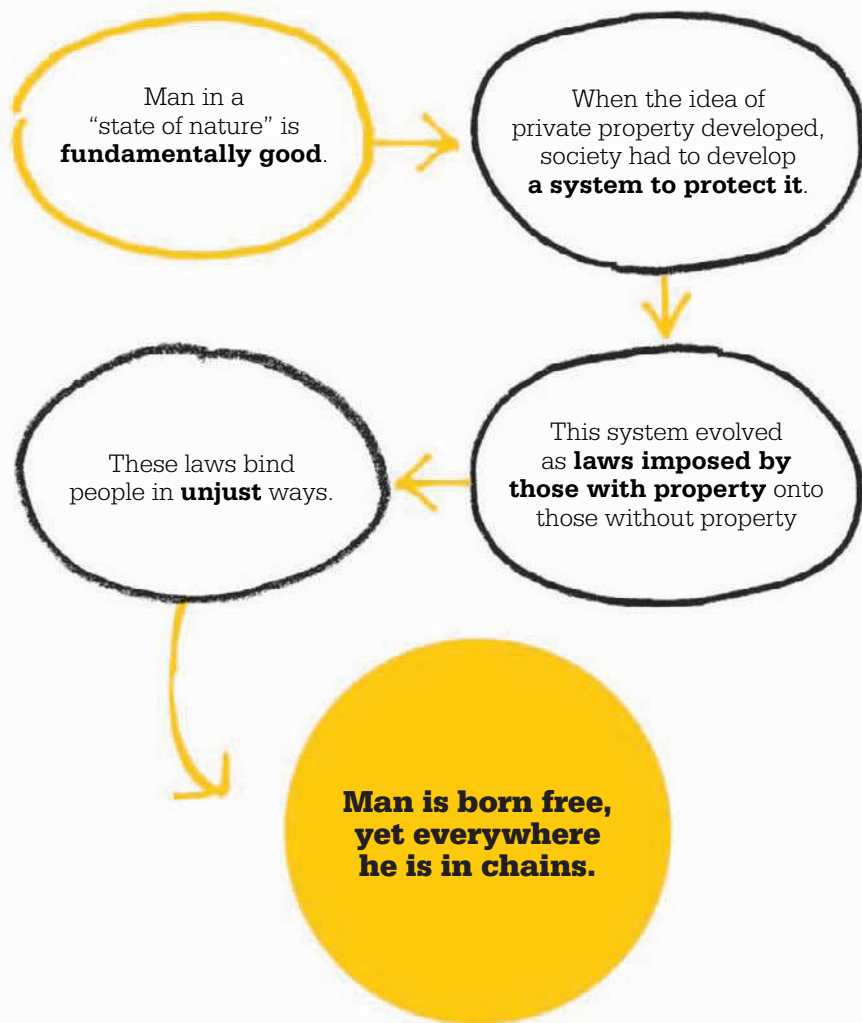 Man in a
“state of nature” is
fundamentally good.
When the idea of
private property developed,
society had to develop
a system to protect it.
This system evolved
as laws imposed by
those with property onto
those without property
These laws bind
people in unjust ways.
Man is born free,
yet everywhere
he is in chains.